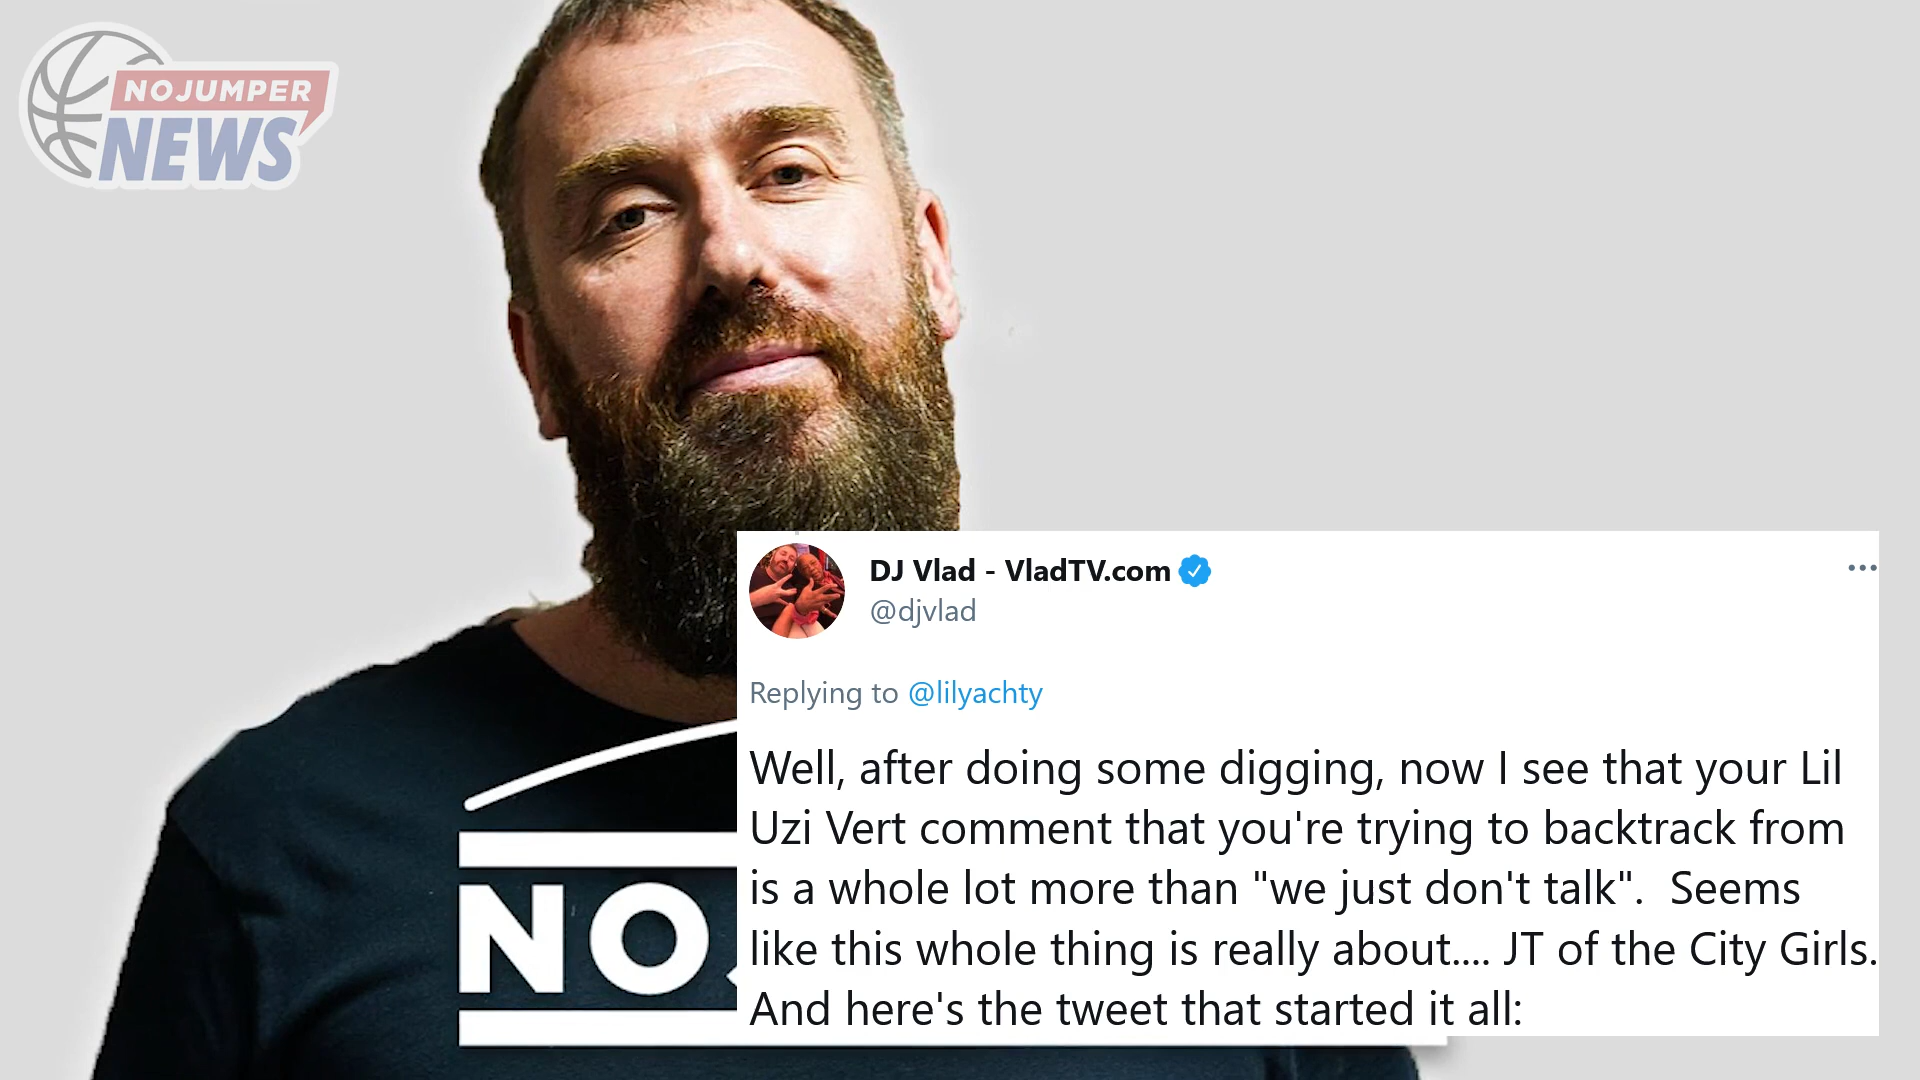 NOJUMPER
NEWS
DJ Vlad - VladTV.com
@djvlad
Replying to @lilyachty
Well, after doing some digging, now I see that your Lil
Uzi Vert comment that you're trying to backtrack from
is a whole lot more than "we just don't talk".  Seems
like this whole thing is really about.... JT of the City Girls.
And here's the tweet that started it all:
NO